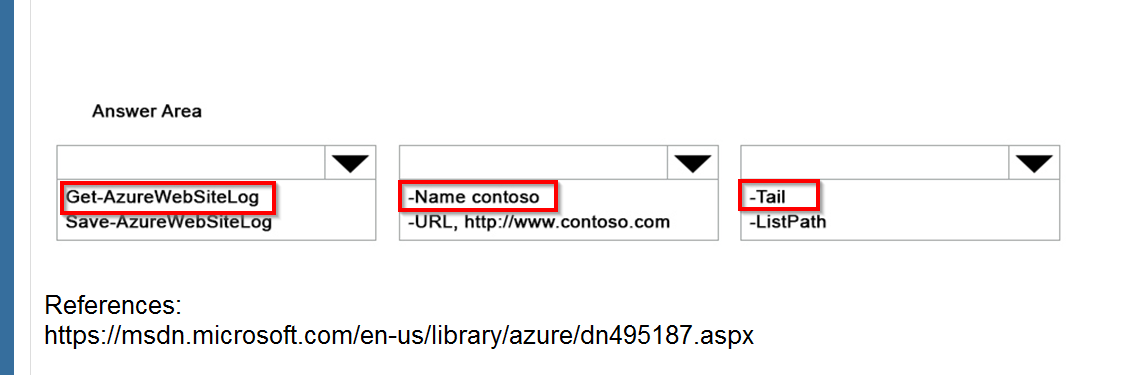 Answer Area
Get-AzureWebSiteLog
Save-AzureWebSiteLog
-Name contoso
-URL, http://www.contoso.com
-Tail
-ListPath
References:
https://msdn.microsoft.com/en-us/library/azure/dn495187.aspx